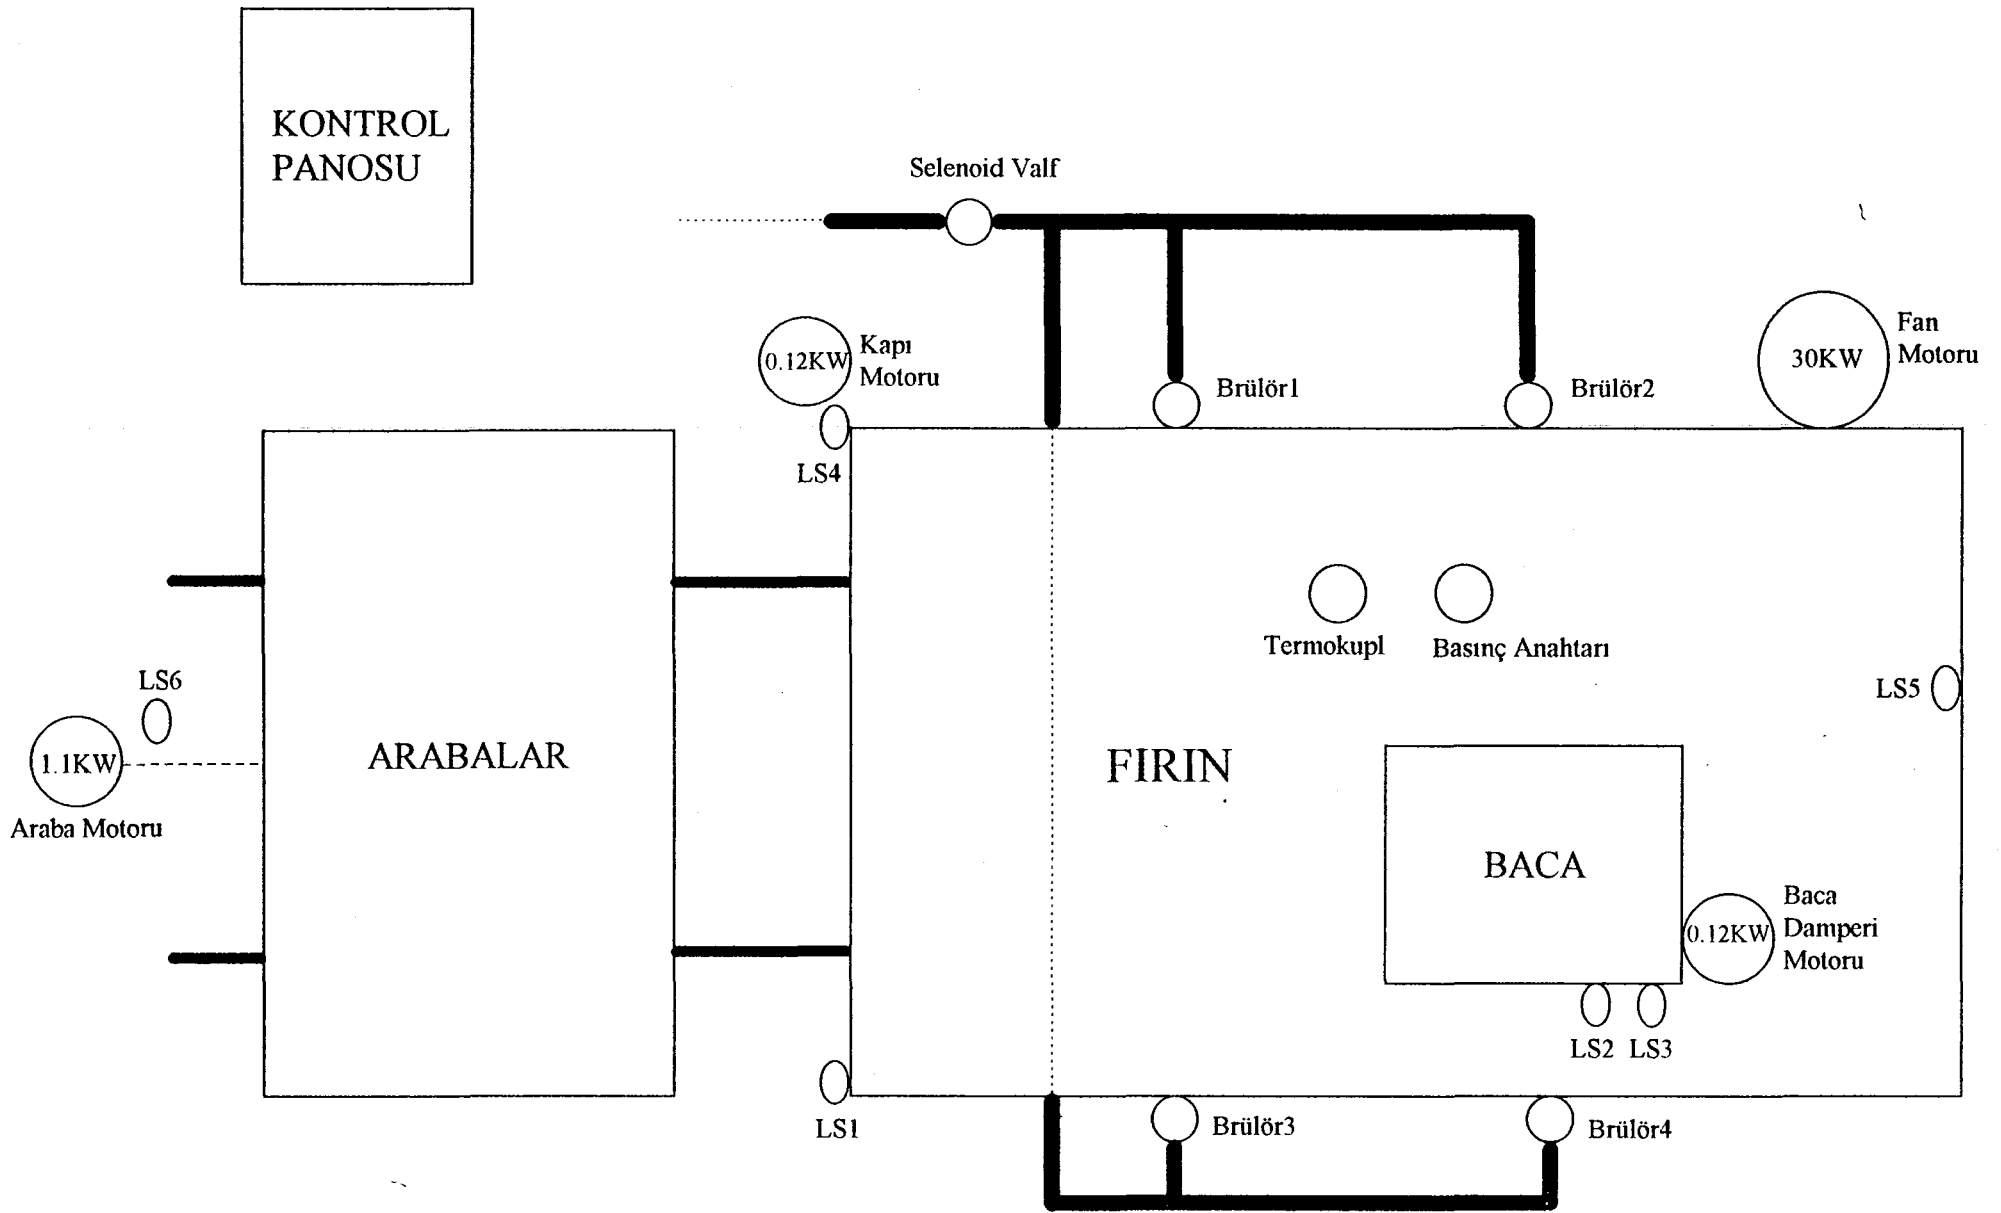 KONTROL
PANOSU
Selenoid Valf
0.12KW
Kapı
Motoru
LS4
Brülör1
Brülör2
30KW
Fan
Motoru
Termokupl
Basınç Anahtarı
LS6
1.1KW
Araba Motoru
ARABALAR
FIRIN
LS5
BACA
0.12KW
Baca
Damperi
Motoru
LS2
LS3
LS1
Brülör3
Brülör4